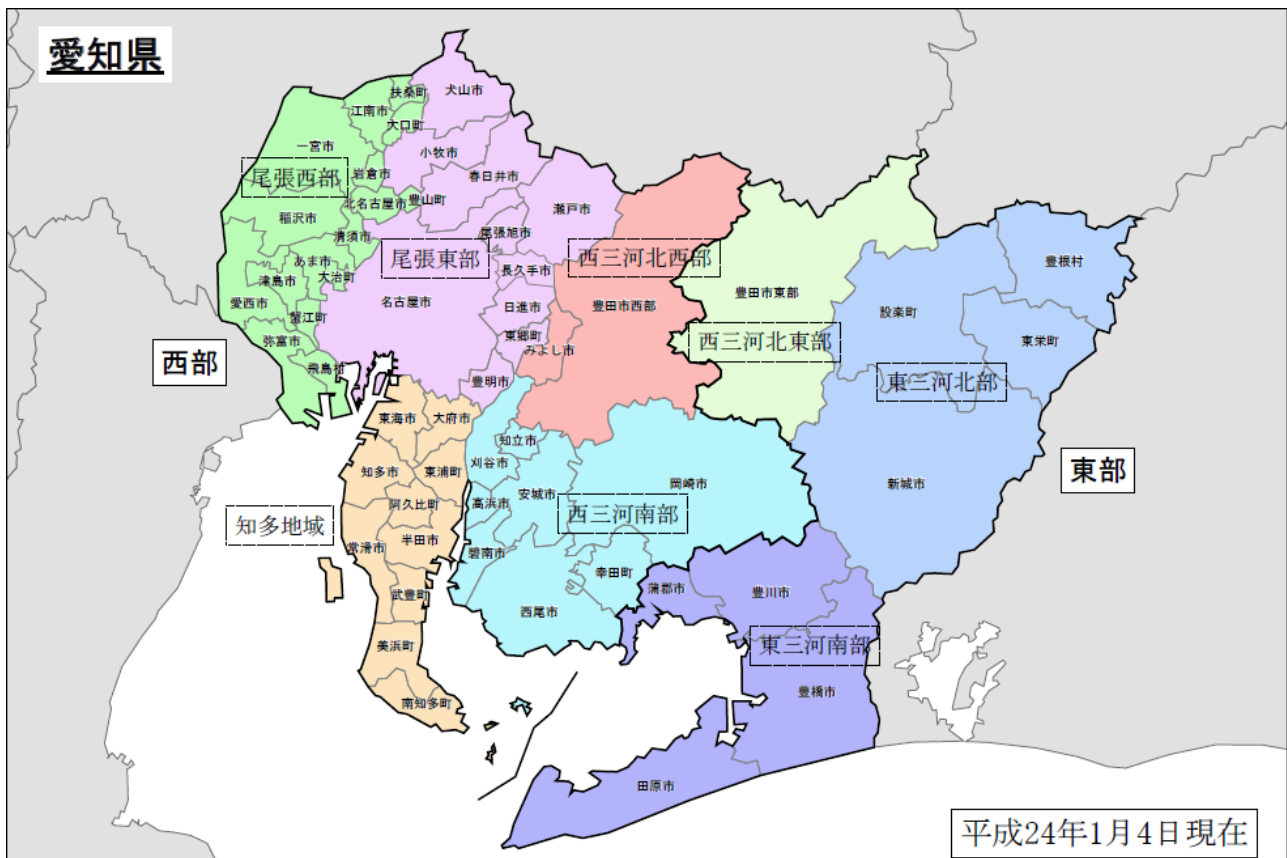 愛知県
扶桑町
犬山市
江南市
大口町
一宮市
小牧市
尾張西部
岩倉市
春日井市
北名古屋市
豊山町
瀬戸市
稲沢市
清須市
尾張旭市
尾張東部
西三河北西部
豊根村
あま市
長久手市
津島市
大治町
豊田市東部
愛西市
名古屋市
日進市
豊田市西部
設楽町
蟹江町
弥富市
東郷町
みよし市
西三河北東部
東栄町
西部
飛島村
豊明市
東三河北部
東海市
大府市
知立市
刈谷市
知多市
東浦町
東部
岡崎市
新城市
安城市
高浜市
阿久比町
西三河南部
知多地域
半田市
常滑市
碧南市
幸田町
蒲郡市
豊川市
武豊町
西尾市
美浜町
東三河南部
豊橋市
南知多町
田原市
平成24年1月4日現在